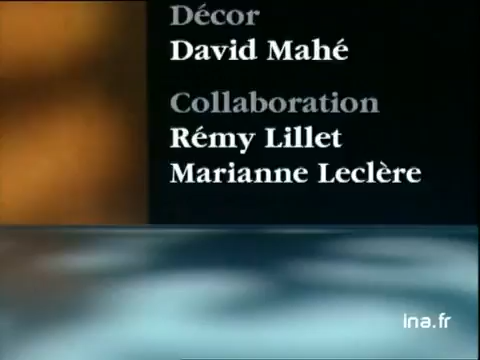 Décor
David Mahé
Collaboration
Rémy Lillet
Marianne Leclère
ina.fr